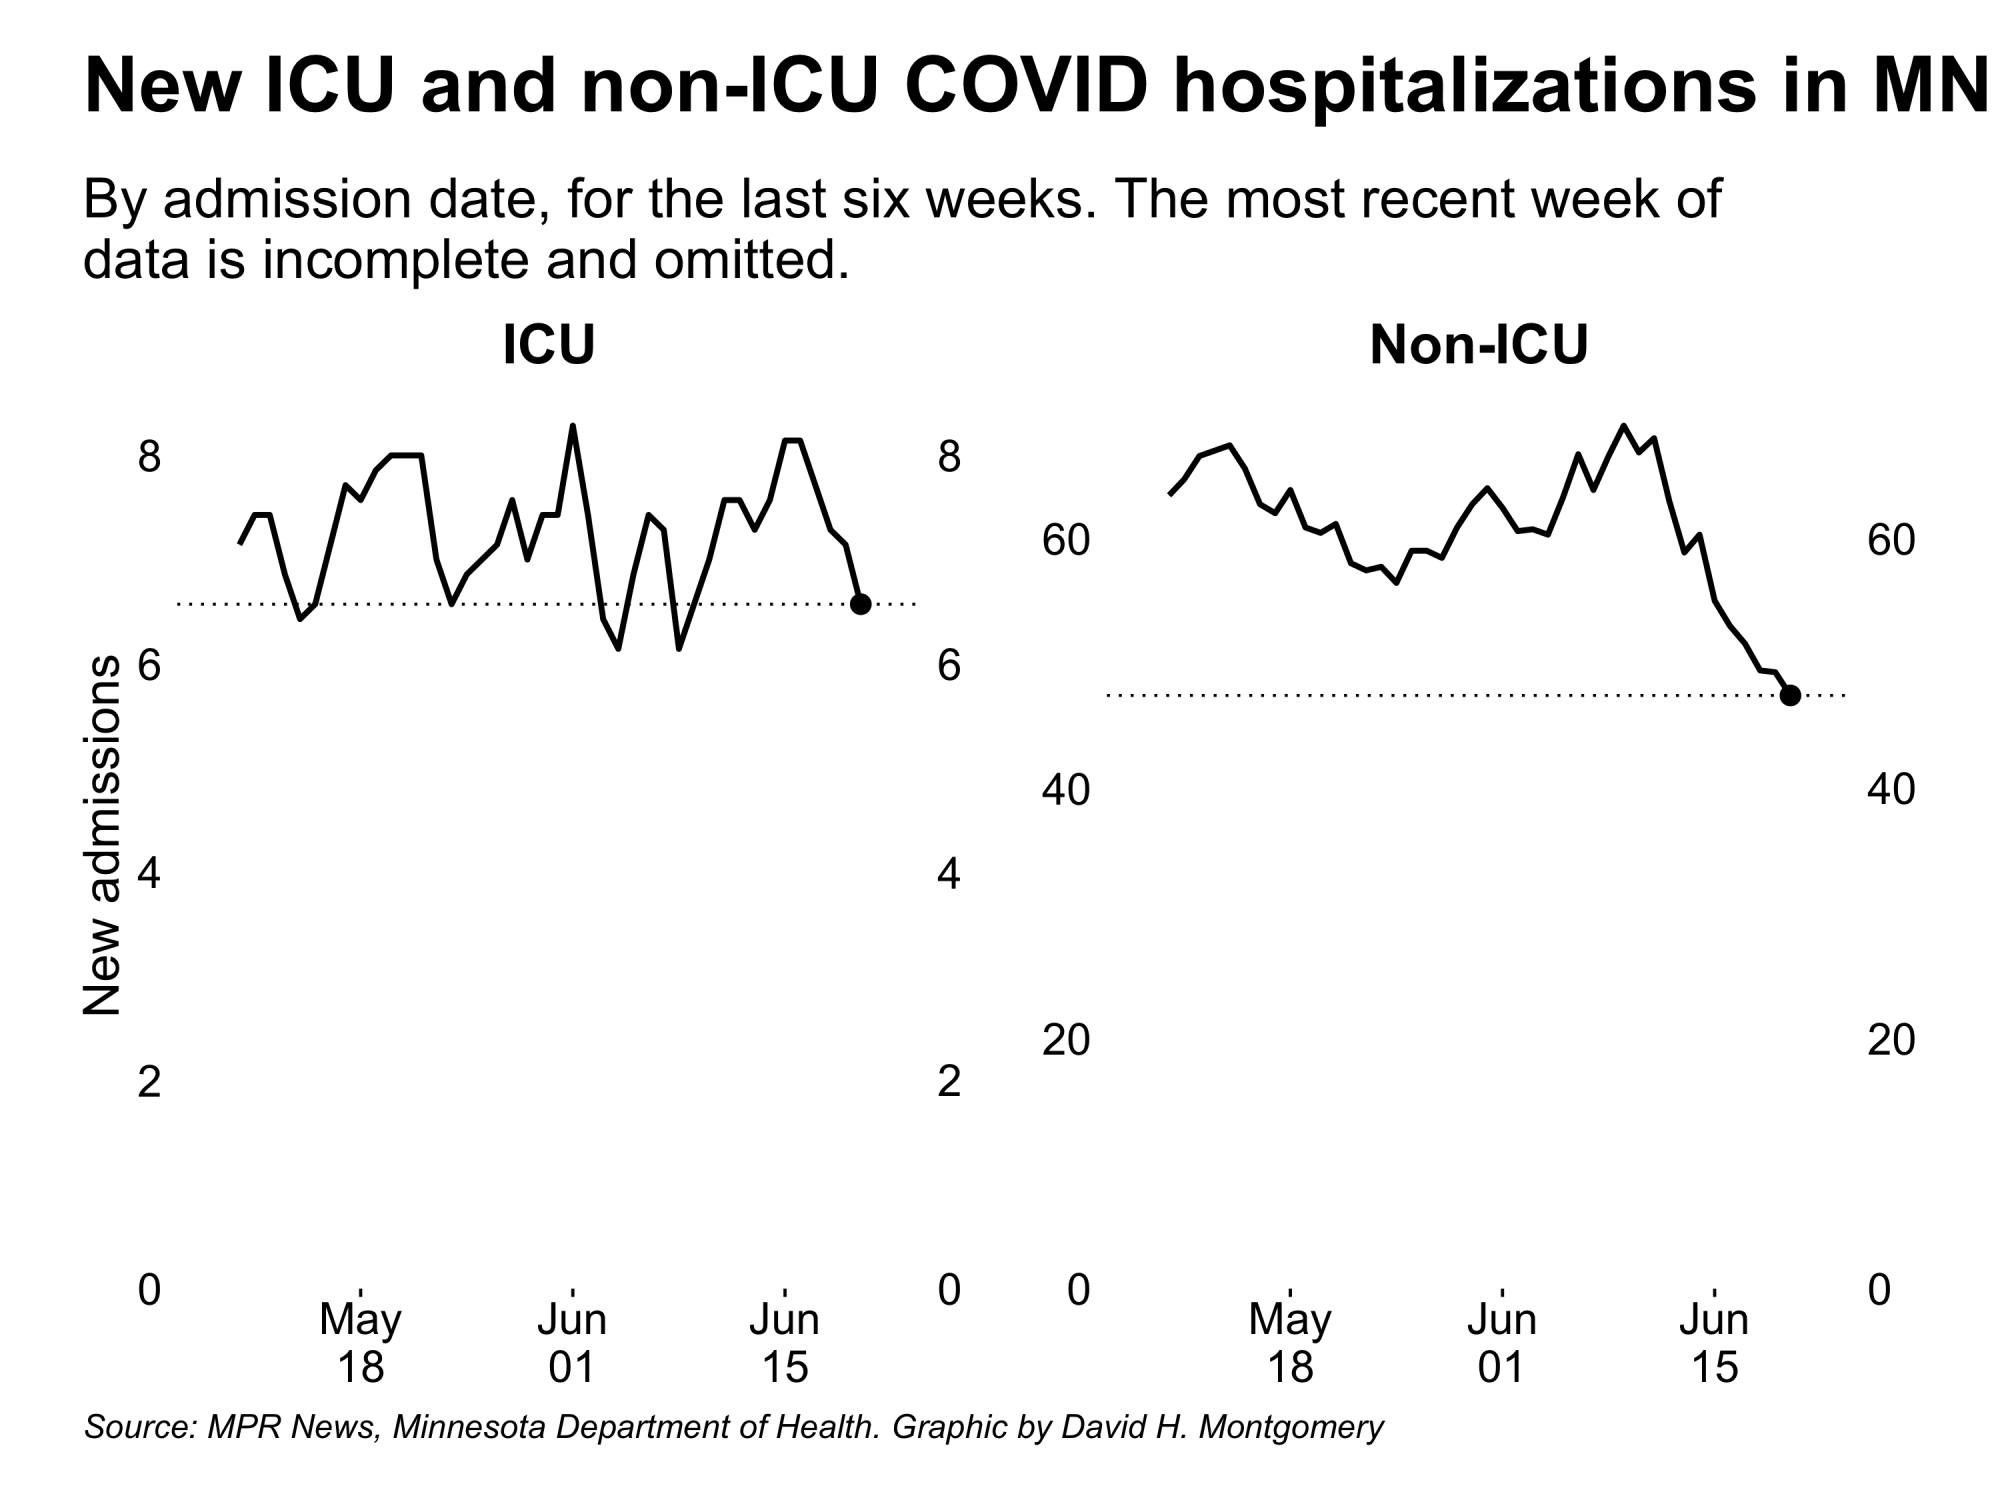 New ICU and non-ICU COVID hospitalizations in MN
By admission date, for the last six weeks. The most recent week of
data is incomplete and omitted.
ICU
New admissions
8
6
4
2
0
8
6
4
2
0
May
18
Jun
01
Jun
15
Non-ICU
60
40
20
0
60
40
20
0
May
18
Jun
01
Jun
15
Source: MPR News, Minnesota Department of Health. Graphic by David H. Montgomery